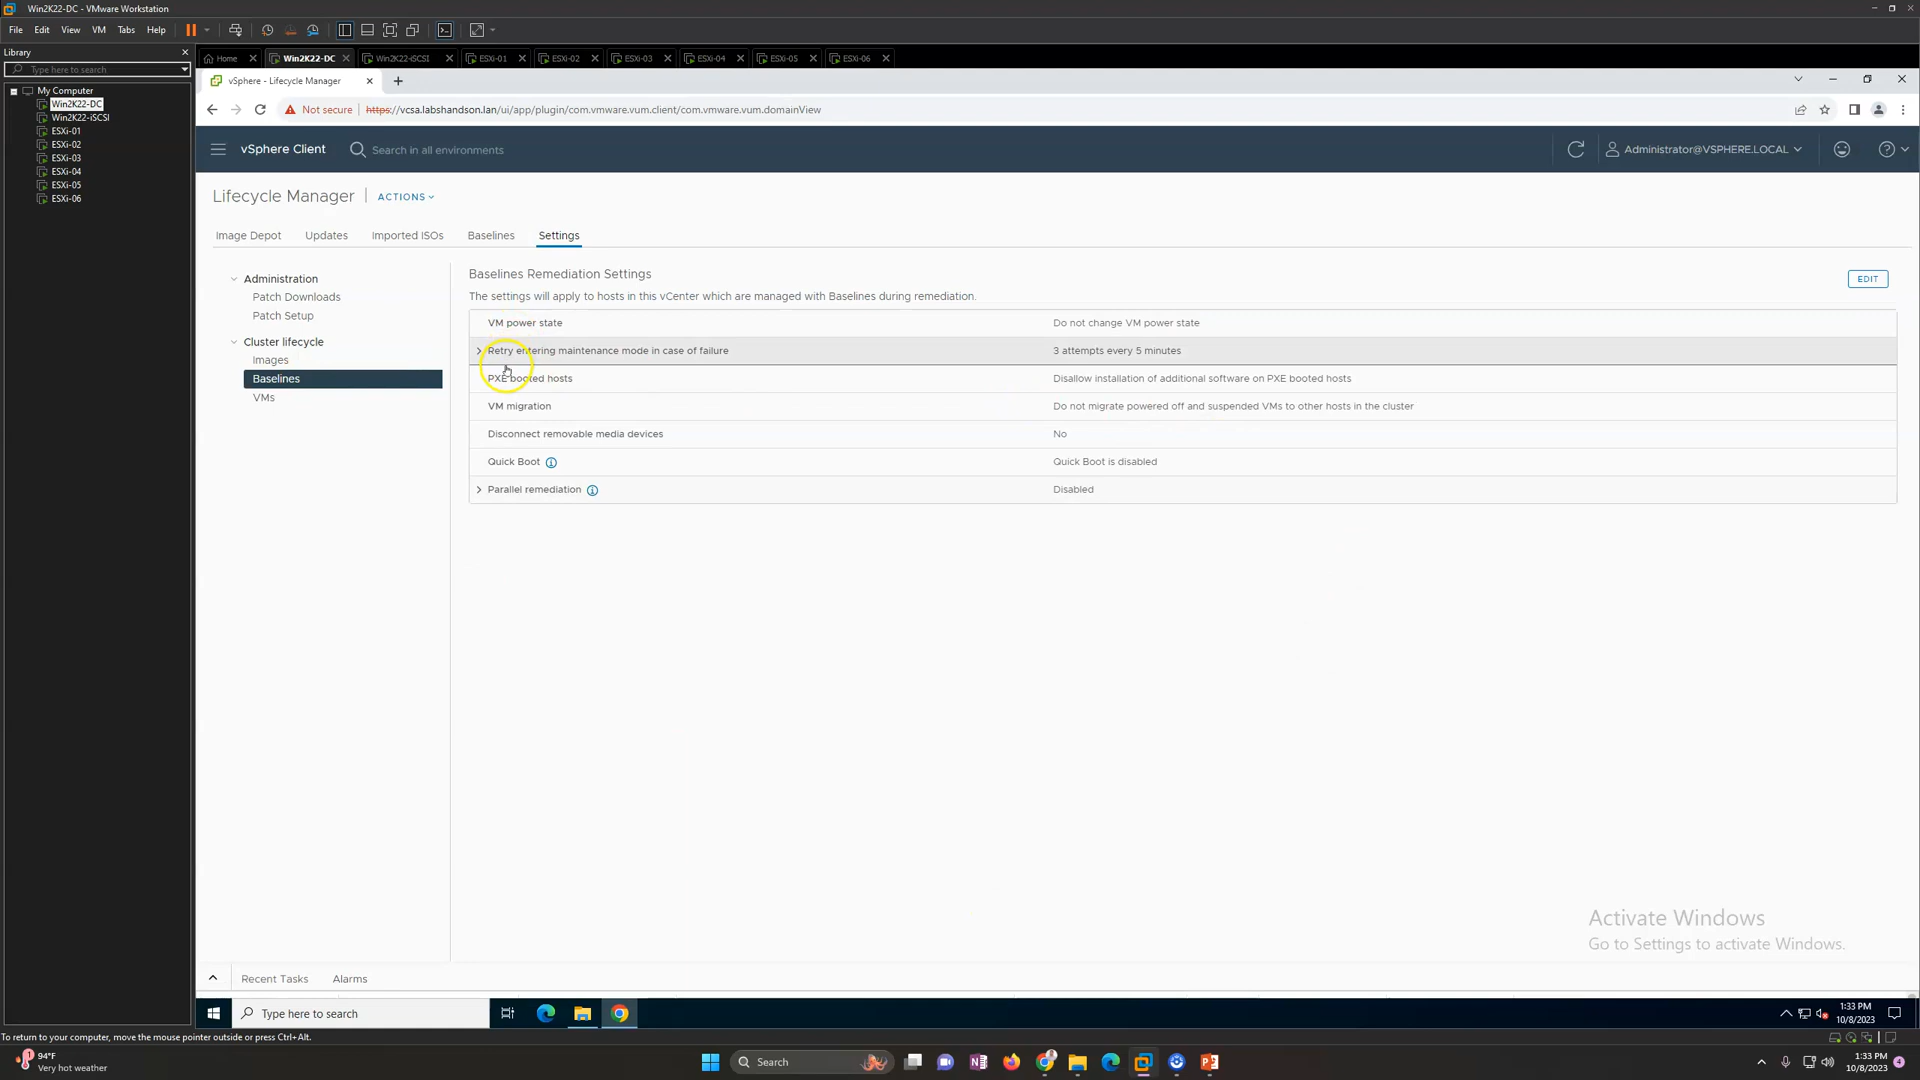 Win2K22-DC - VMware Workstation
File Edit View VM Tabs Help
Library
Type here to search
My Computer
Win2K22-DC
Win2K22-iSCSI
ESXi-01
ESXi-02
ESXi-03
ESXi-04
ESXi-05
ESXi-06
Home Win2K22-DC Win2K22-iSCSI ESXi-01 ESXi-02 ESXi-03 ESXi-04 ESXi-05 ESXi-06
vSphere - Lifecycle Manager
Not secure https://vcsa.labshandson.lan/ui/app/plugin/com.vmware.vum.client/com.vmware.vum.domainView
vSphere Client Search in all environments Administrator@VSPHERE.LOCAL
Lifecycle Manager ACTIONS
Image Depot Updates Imported ISOs Baselines Settings
Administration
Patch Downloads
Patch Setup
Cluster lifecycle
Images
Baselines
VMs
Baselines Remediation Settings
EDIT
The settings will apply to hosts in this vCenter which are managed with Baselines during remediation.
VM power state Do not change VM power state
Retry entering maintenance mode in case of failure 3 attempts every 5 minutes
PXE booted hosts Disallow installation of additional software on PXE booted hosts
VM migration Do not migrate powered off and suspended VMs to other hosts in the cluster
Disconnect removable media devices No
Quick Boot Quick Boot is disabled
Parallel remediation Disabled
Activate Windows
Go to Settings to activate Windows.
Recent Tasks Alarms
Type here to search
1:33 PM
10/8/2023
To return to your computer, move the mouse pointer outside or press Ctrl+Alt.
94°F
Very hot weather
Search
1:33 PM
10/8/2023
4